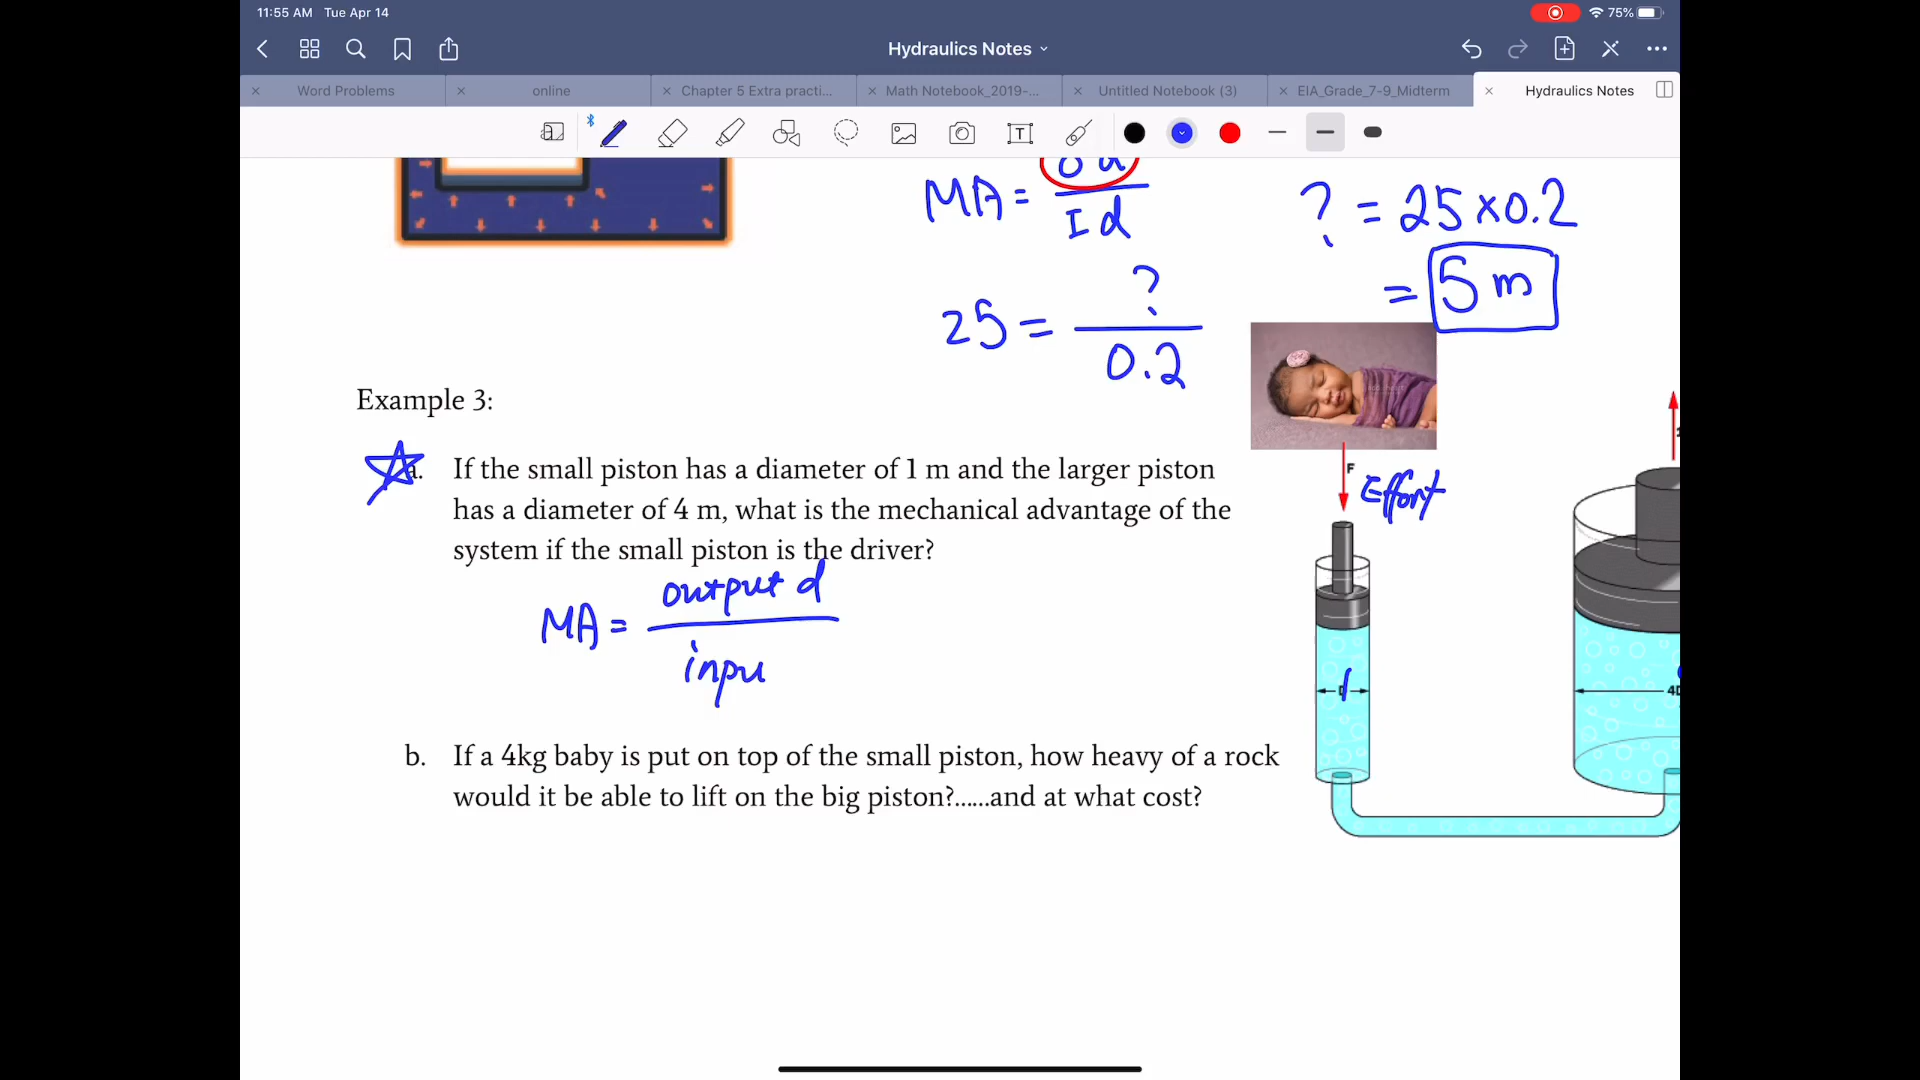 11:55 AM Tue Apr 14
75%
Hydraulics Notes
Word Problems
online
Chapter 5 Extra practi...
Math Notebook_2019-...
Untitled Notebook (3)
EIA_Grade_7-9_Midterm
Hydraulics Notes
MA = O d / I d
? = 25 x 0.2
= 5 m
25 = ? / 0.2
Example 3:
a. If the small piston has a diameter of 1 m and the larger piston
has a diameter of 4 m, what is the mechanical advantage of the
system if the small piston is the driver?
F
Effort
MA = output d / inpu
1
4D
b. If a 4kg baby is put on top of the small piston, how heavy of a rock
would it be able to lift on the big piston?......and at what cost?